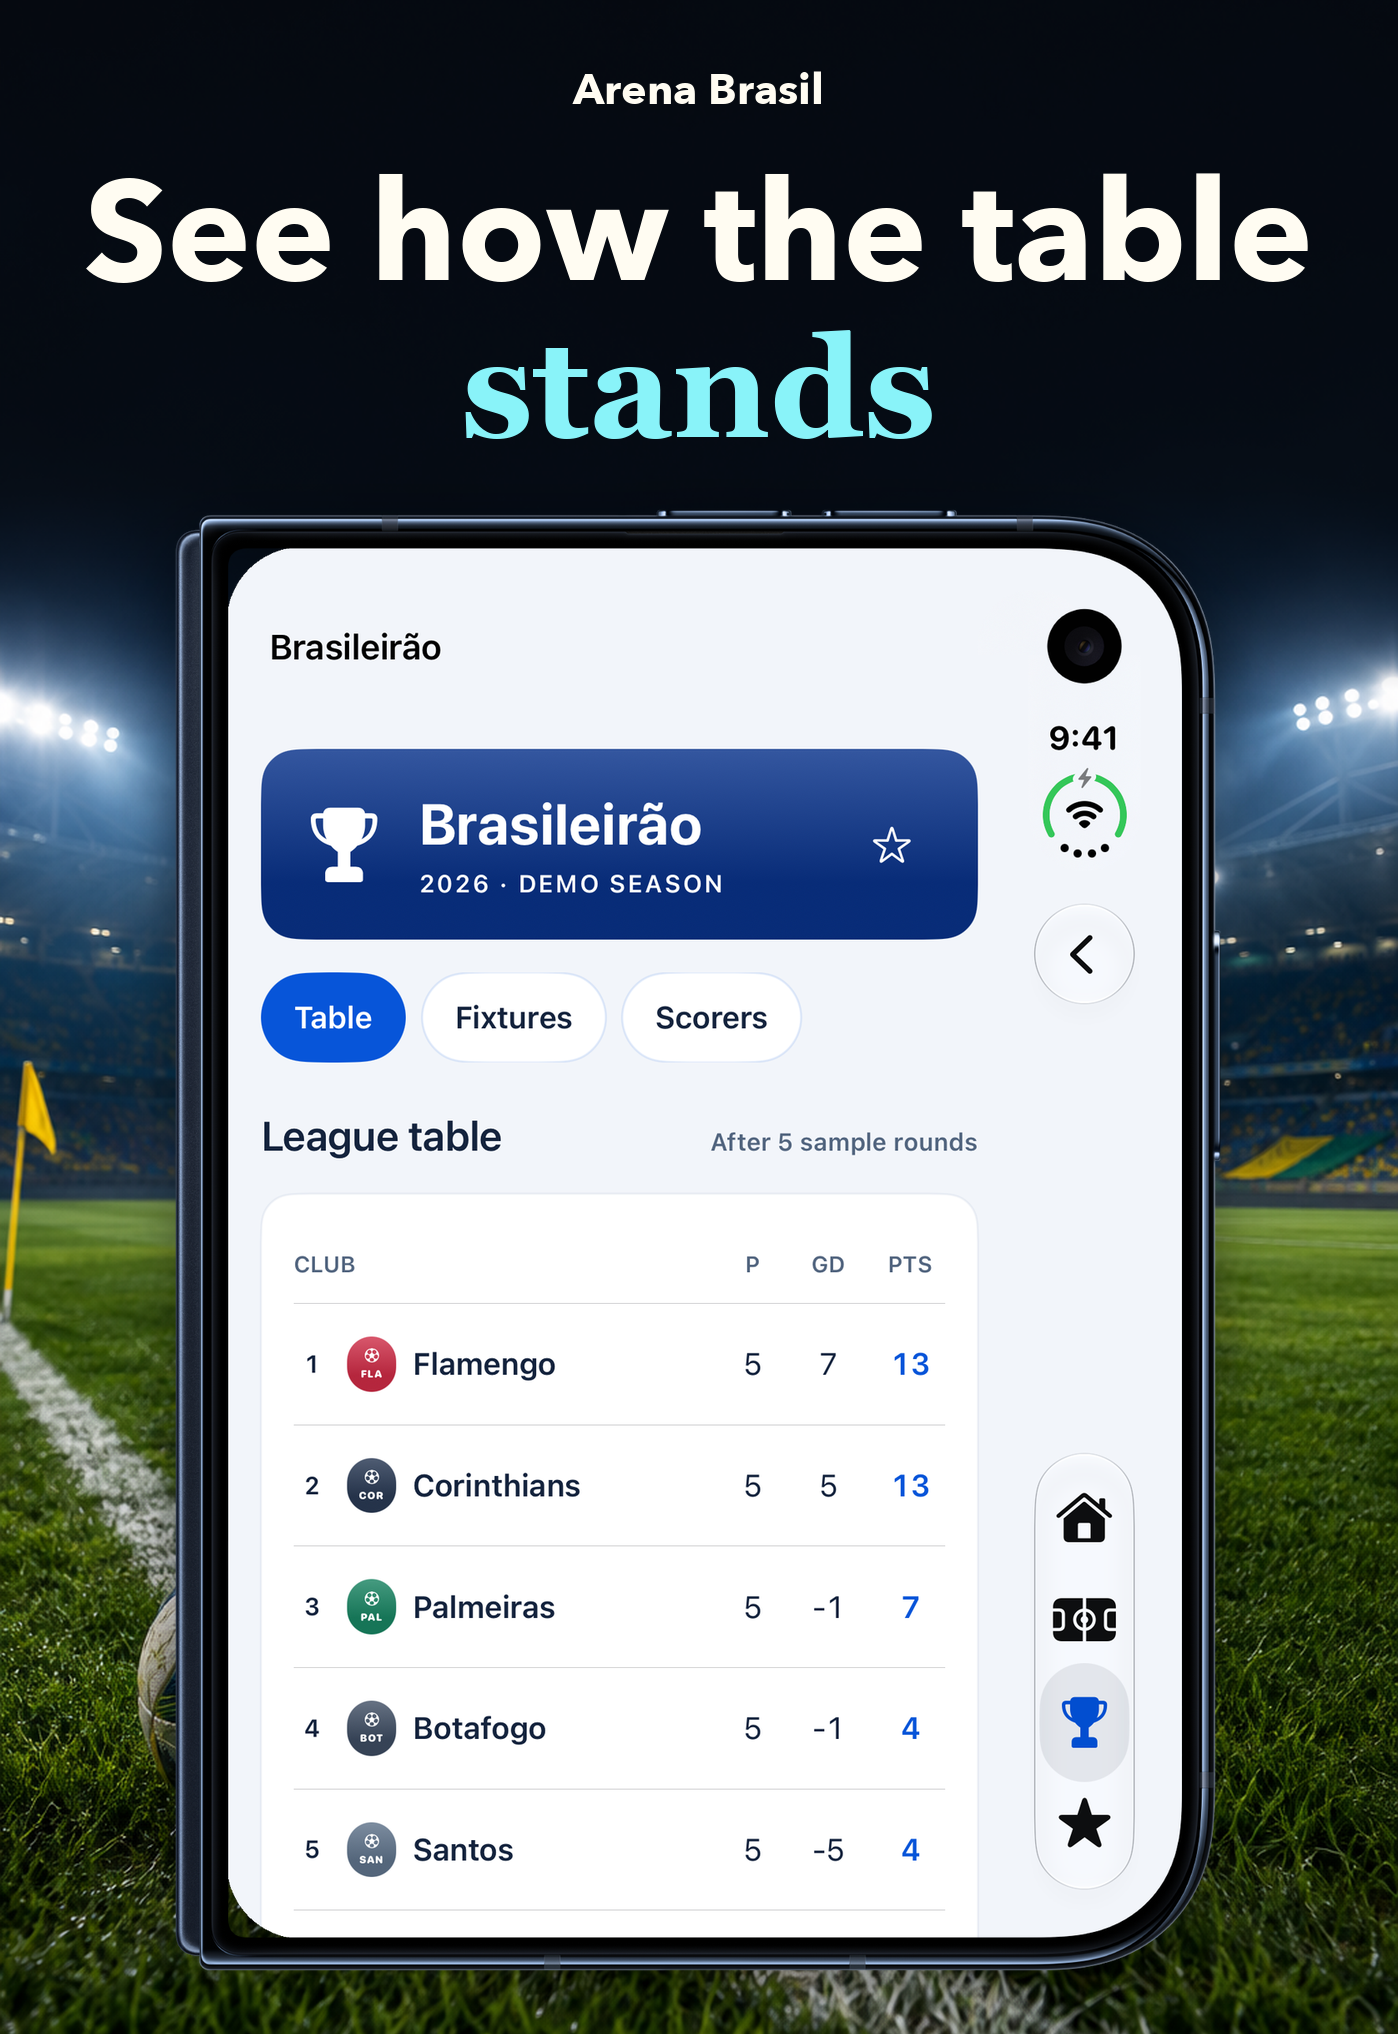 Arena Brasil
See how the table
stands
Brasileirão
9:41
Brasileirão
2026 · DEMO SEASON
Table Fixtures Scorers
League table After 5 sample rounds
CLUB P GD PTS
1 FLA Flamengo 5 7 13
2 COR Corinthians 5 5 13
3 PAL Palmeiras 5 -1 7
4 BOT Botafogo 5 -1 4
5 SAN Santos 5 -5 4